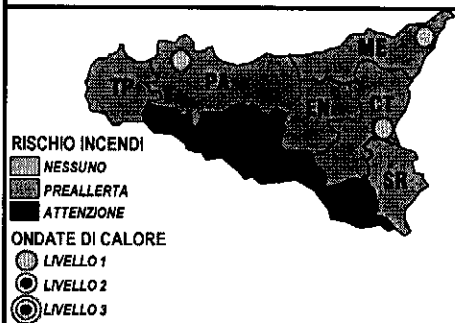 ME
TP
PA
EN
CT
SR
RISCHIO INCENDI
NESSUNO
PREALLERTA
ATTENZIONE
ONDATE DI CALORE
LIVELLO 1
LIVELLO 2
LIVELLO 3